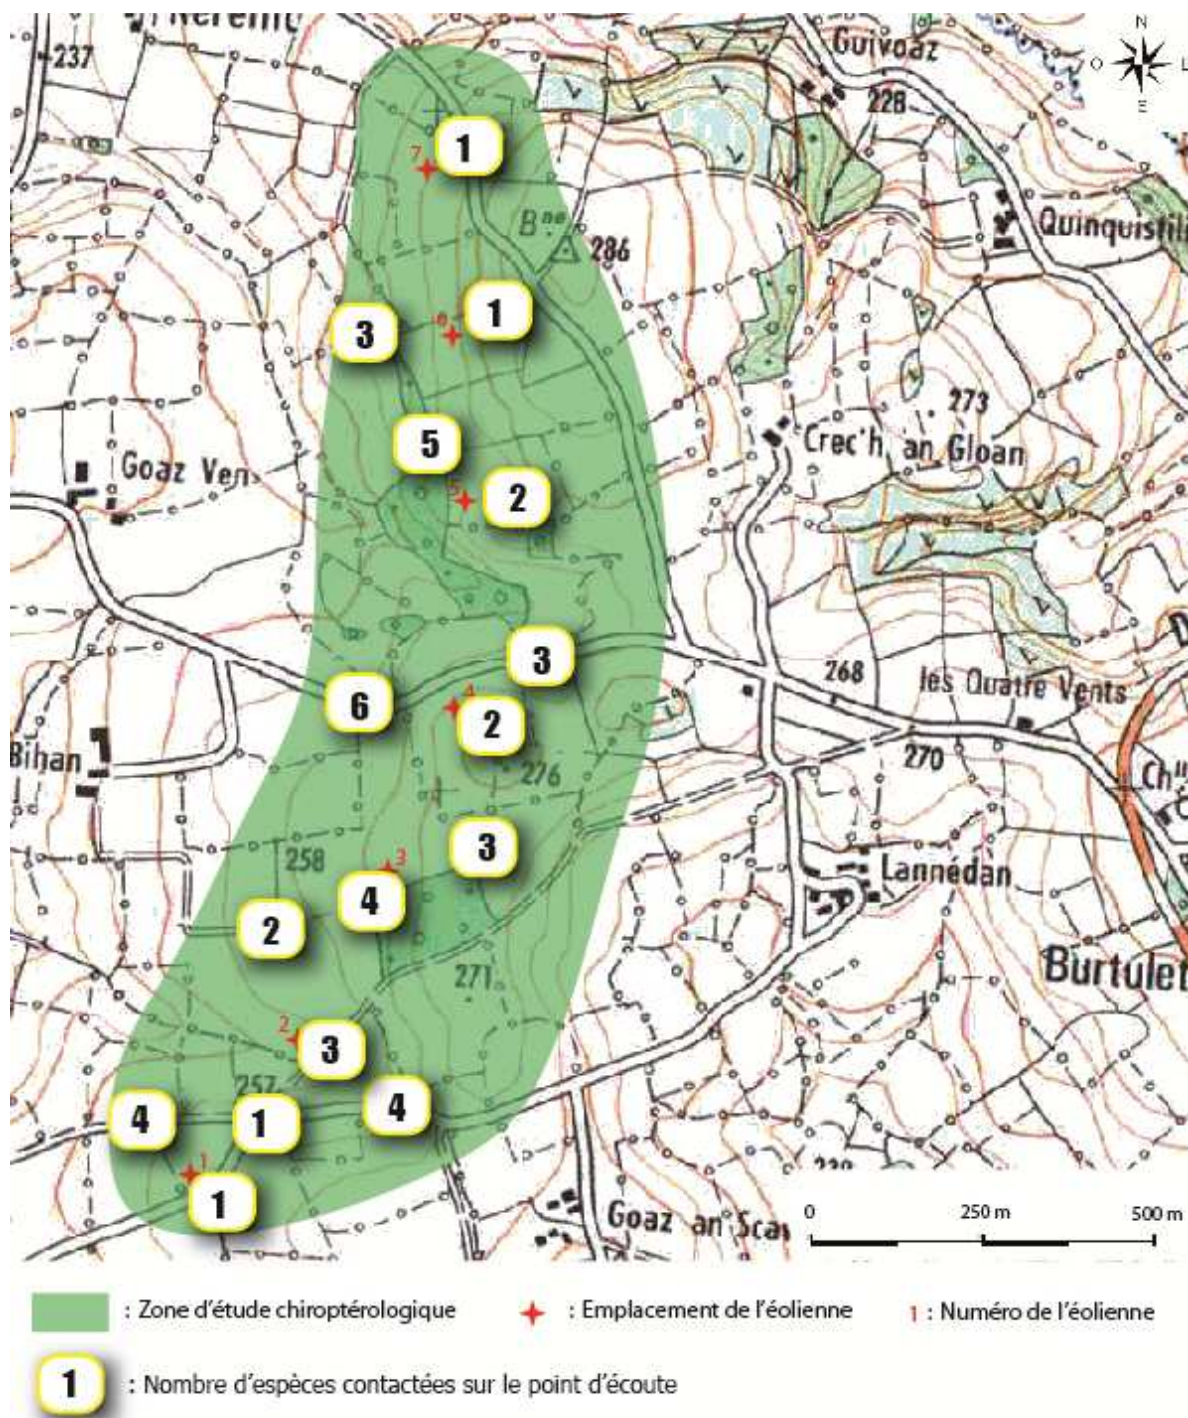 N
O
L
E
237
Guivoaz
228
1
7
Quinquistili
Bne
286
1
3
6
273
5
Crec'h an Gloan
Goaz Ven
5
2
3
268
6
4
les Quatre Vents
2
Bihan
276
270
3
258
3
Lannédan
4
2
271
Burtulet
2
3
257
4
4
1
1
1
0
250 m
500 m
Goaz an Scav
: Zone d'étude chiroptérologique
: Emplacement de l'éolienne
1 : Numéro de l'éolienne
1 : Nombre d'espèces contactées sur le point d'écoute